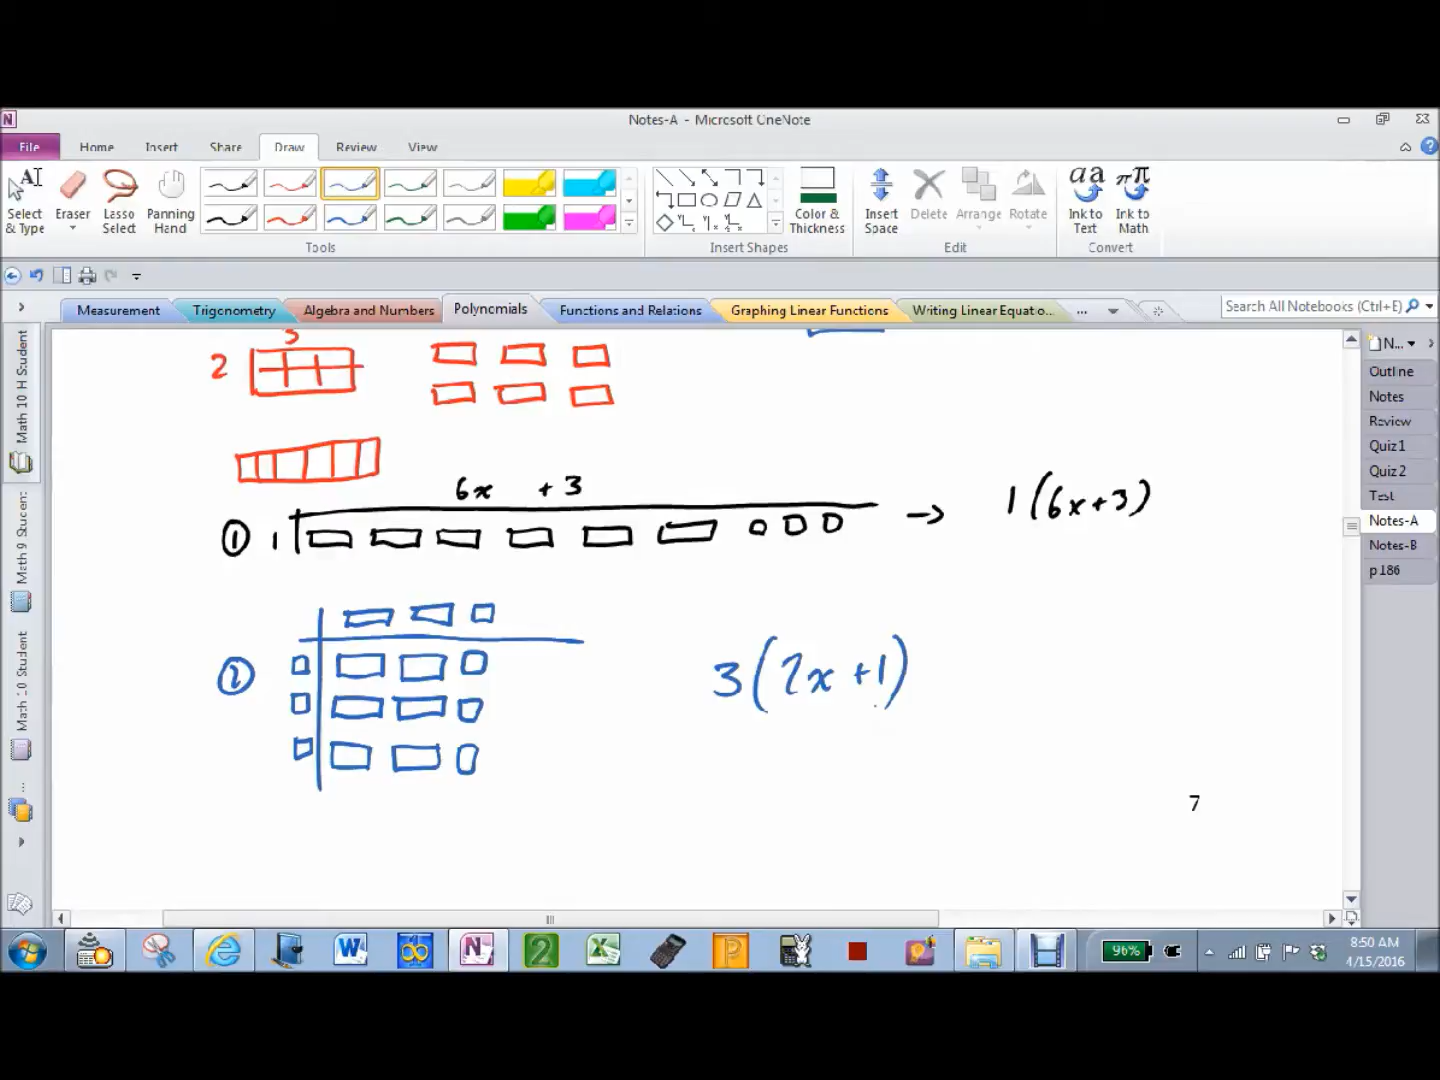 Notes-A - Microsoft OneNote
File Home Insert Share Draw Review View
Select & Type Eraser Lasso Select Panning Hand Color & Thickness Insert Space Delete Arrange Rotate Ink to Text Ink to Math
Tools Insert Shapes Edit Convert
Measurement Trigonometry Algebra and Numbers Polynomials Functions and Relations Graphing Linear Functions Writing Linear Equatio... ... Search All Notebooks (Ctrl+E)
N...
Outline
Notes
Review
Quiz1
Quiz 2
Test
Notes-A
Notes-B
p186
Math 10 H Student
Math 9 Student
Math 10 Student
3
2
6x + 3
① 1 → 1(6x+3)
② 3(2x+1)
7
96% 8:50 AM
4/15/2016